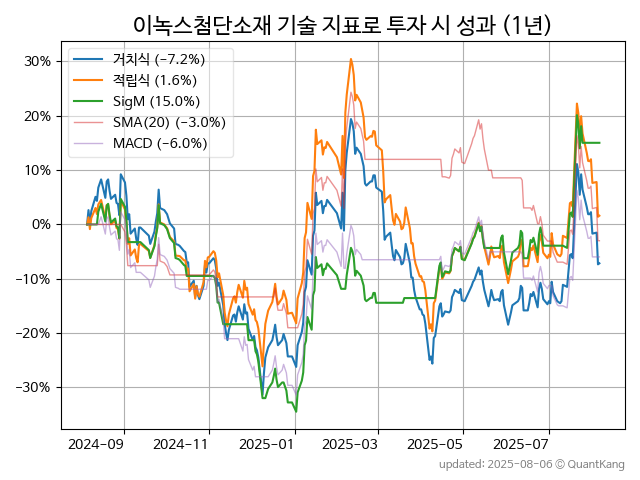 이녹스첨단소재 기술 지표로 투자 시 성과 (1년)
거치식 (−7.2%)
적립식 (1.6%)
SigM (15.0%)
SMA(20) (−3.0%)
MACD (−6.0%)
30%
20%
10%
0%
−10%
−20%
−30%
2024-09 2024-11 2025-01 2025-03 2025-05 2025-07
updated: 2025-08-06 © QuantKang